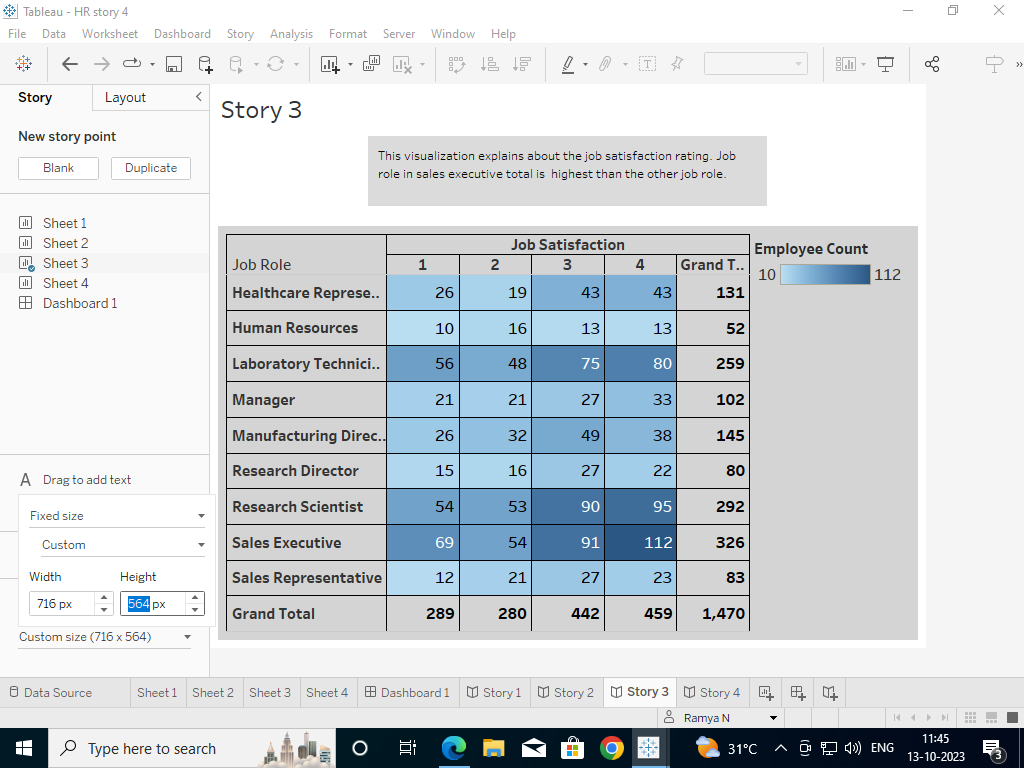 Tableau - HR story 4
File Data Worksheet Dashboard Story Analysis Format Server Window Help
Story Layout
New story point
Blank Duplicate
Sheet 1
Sheet 2
Sheet 3
Sheet 4
Dashboard 1
A Drag to add text
Fixed size
Custom
Width Height
716 px 564 px
Custom size (716 x 564)
Story 3
This visualization explains about the job satisfaction rating. Job
role in sales executive total is highest than the other job role.
Job Satisfaction
Job Role 1 2 3 4 Grand T..
Healthcare Represe.. 26 19 43 43 131
Human Resources 10 16 13 13 52
Laboratory Technici.. 56 48 75 80 259
Manager 21 21 27 33 102
Manufacturing Direc.. 26 32 49 38 145
Research Director 15 16 27 22 80
Research Scientist 54 53 90 95 292
Sales Executive 69 54 91 112 326
Sales Representative 12 21 27 23 83
Grand Total 289 280 442 459 1,470
Employee Count
10 112
Data Source Sheet 1 Sheet 2 Sheet 3 Sheet 4 Dashboard 1 Story 1 Story 2 Story 3 Story 4
Ramya N
Type here to search
31°C ENG
11:45
13-10-2023
3